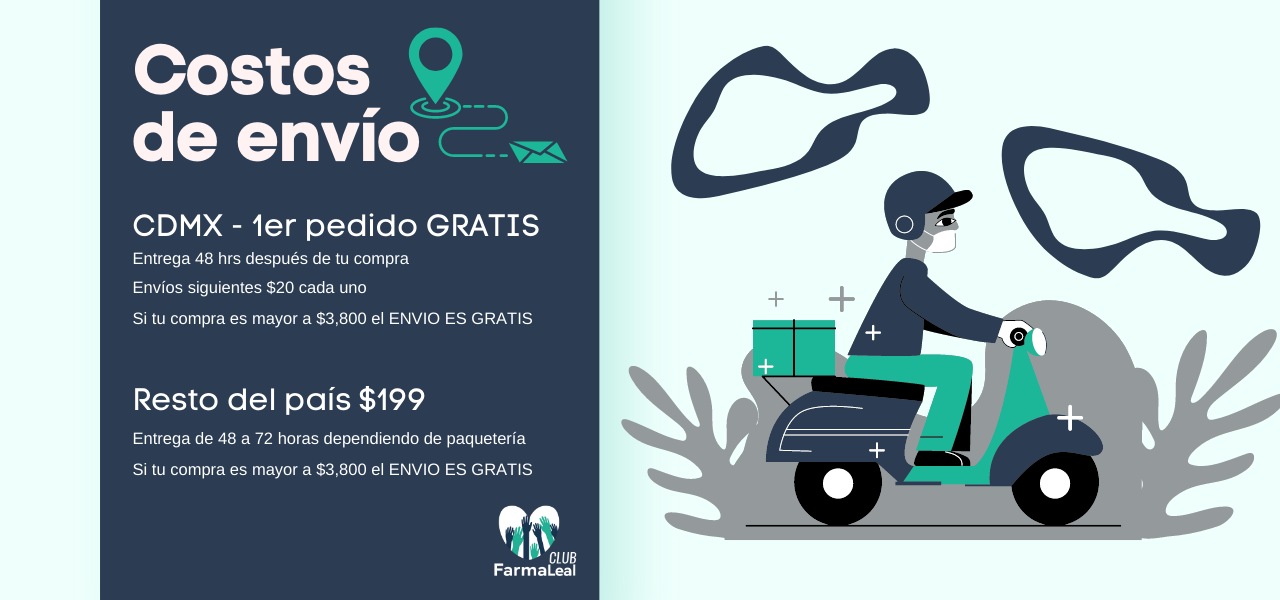 Costos
de envío
CDMX - 1er pedido GRATIS
Entrega 48 hrs después de tu compra
Envíos siguientes $20 cada uno
Si tu compra es mayor a $3,800 el ENVIO ES GRATIS
Resto del país $199
Entrega de 48 a 72 horas dependiendo de paquetería
Si tu compra es mayor a $3,800 el ENVIO ES GRATIS
CLUB
FarmaLeal